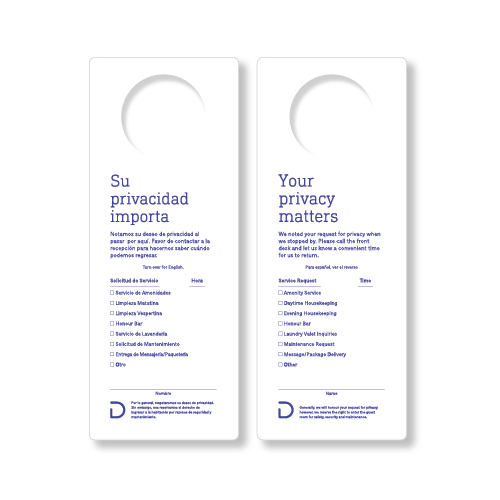 Su
privacidad
importa
Notamos su deseo de privacidad al
pasar por aquí. Favor de contactar a la
recepción para hacernos saber cuándo
podemos regresar.
Turn over for English.
Solicitud de Servicio Hora
Servicio de Amenidades
Limpieza Matutina
Limpieza Vespertina
Honour Bar
Servicio de Lavandería
Solicitud de Mantenimiento
Entrega de Mensajería/Paquetería
Otro
Nombre
Por lo general, respetaremos su deseo de privacidad.
Sin embargo, nos reservamos el derecho de
ingresar a la habitación por razones de seguridad y
mantenimiento.
Your
privacy
matters
We noted your request for privacy when
we stopped by. Please call the front
desk and let us know a convenient time
for us to return.
Para español, ver el reverso
Service Request Time
Amenity Service
Daytime Housekeeping
Evening Housekeeping
Honour Bar
Laundry Valet Inquiries
Maintenance Request
Message/Package Delivery
Other
Name
Generally, we will honour your request for privacy;
however, we reserve the right to enter the guest
room for safety, security and maintenance.